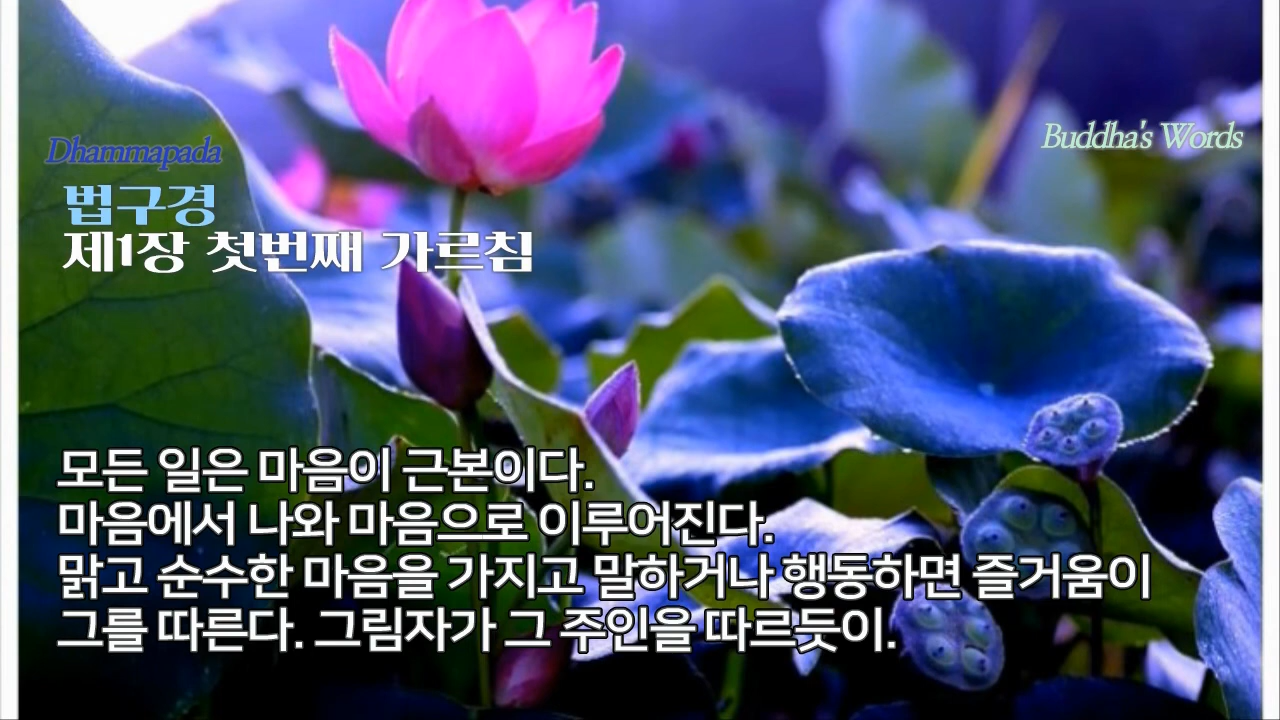 Dhammapada
Buddha's Words
법구경
제1장 첫번째 가르침
모든 일은 마음이 근본이다.
마음에서 나와 마음으로 이루어진다.
맑고 순수한 마음을 가지고 말하거나 행동하면 즐거움이
그를 따른다. 그림자가 그 주인을 따르듯이.